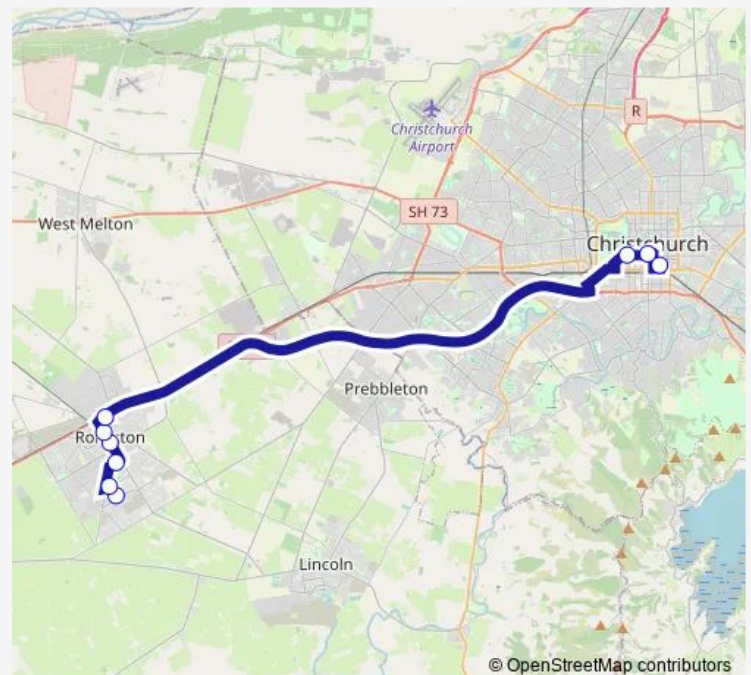 Christchurch
Airport
R
SH 73
West Melton
Christchurch
Prebbleton
Lincoln
© OpenStreetMap contributors